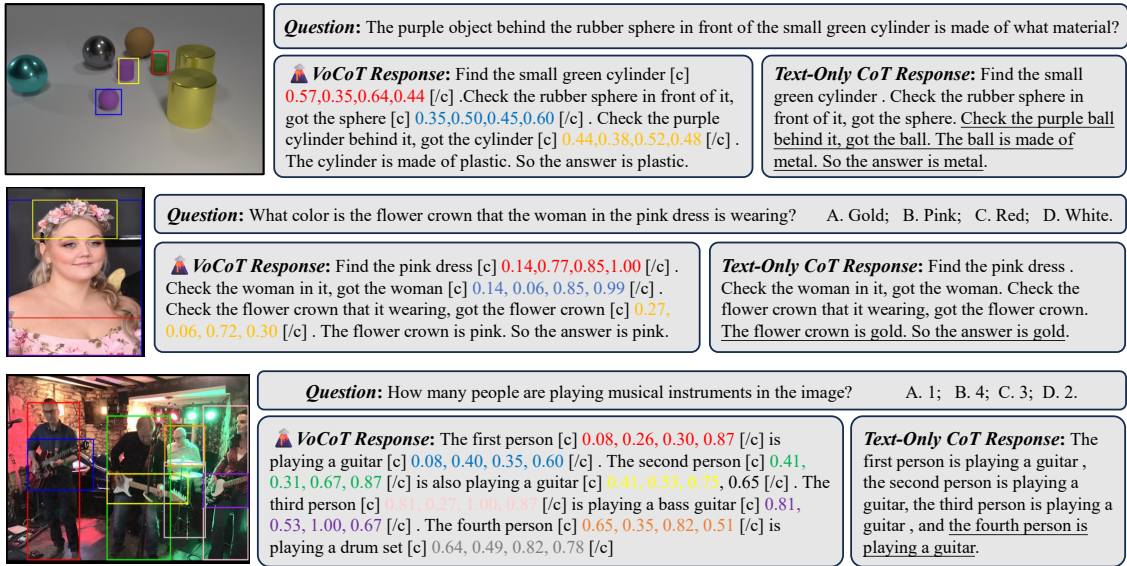 Question: The purple object behind the rubber sphere in front of the small green cylinder is made of what material?
VoCoT Response: Find the small green cylinder [c]
0.57,0.35,0.64,0.44 [/c] .Check the rubber sphere in front of it,
got the sphere [c] 0.35,0.50,0.45,0.60 [/c] . Check the purple
cylinder behind it, got the cylinder [c] 0.44,0.38,0.52,0.48 [/c] .
The cylinder is made of plastic. So the answer is plastic.
Text-Only CoT Response: Find the small
green cylinder . Check the rubber sphere in
front of it, got the sphere. Check the purple ball
behind it, got the ball. The ball is made of
metal. So the answer is metal.
Question: What color is the flower crown that the woman in the pink dress is wearing? A. Gold; B. Pink; C. Red; D. White.
VoCoT Response: Find the pink dress [c] 0.14,0.77,0.85,1.00 [/c] .
Check the woman in it, got the woman [c] 0.14, 0.06, 0.85, 0.99 [/c] .
Check the flower crown that it wearing, got the flower crown [c] 0.27,
0.06, 0.72, 0.30 [/c] . The flower crown is pink. So the answer is pink.
Text-Only CoT Response: Find the pink dress .
Check the woman in it, got the woman. Check the
flower crown that it wearing, got the flower crown.
The flower crown is gold. So the answer is gold.
Question: How many people are playing musical instruments in the image? A. 1; B. 4; C. 3; D. 2.
VoCoT Response: The first person [c] 0.08, 0.26, 0.30, 0.87 [/c] is
playing a guitar [c] 0.08, 0.40, 0.35, 0.60 [/c] . The second person [c] 0.41,
0.31, 0.67, 0.87 [/c] is also playing a guitar [c] 0.41, 0.53, 0.75, 0.65 [/c] . The
third person [c] 0.81, 0.27, 1.00, 0.87 [/c] is playing a bass guitar [c] 0.81,
0.53, 1.00, 0.67 [/c] . The fourth person [c] 0.65, 0.35, 0.82, 0.51 [/c] is
playing a drum set [c] 0.64, 0.49, 0.82, 0.78 [/c]
Text-Only CoT Response: The
first person is playing a guitar ,
the second person is playing a
guitar, the third person is playing a
guitar , and the fourth person is
playing a guitar.